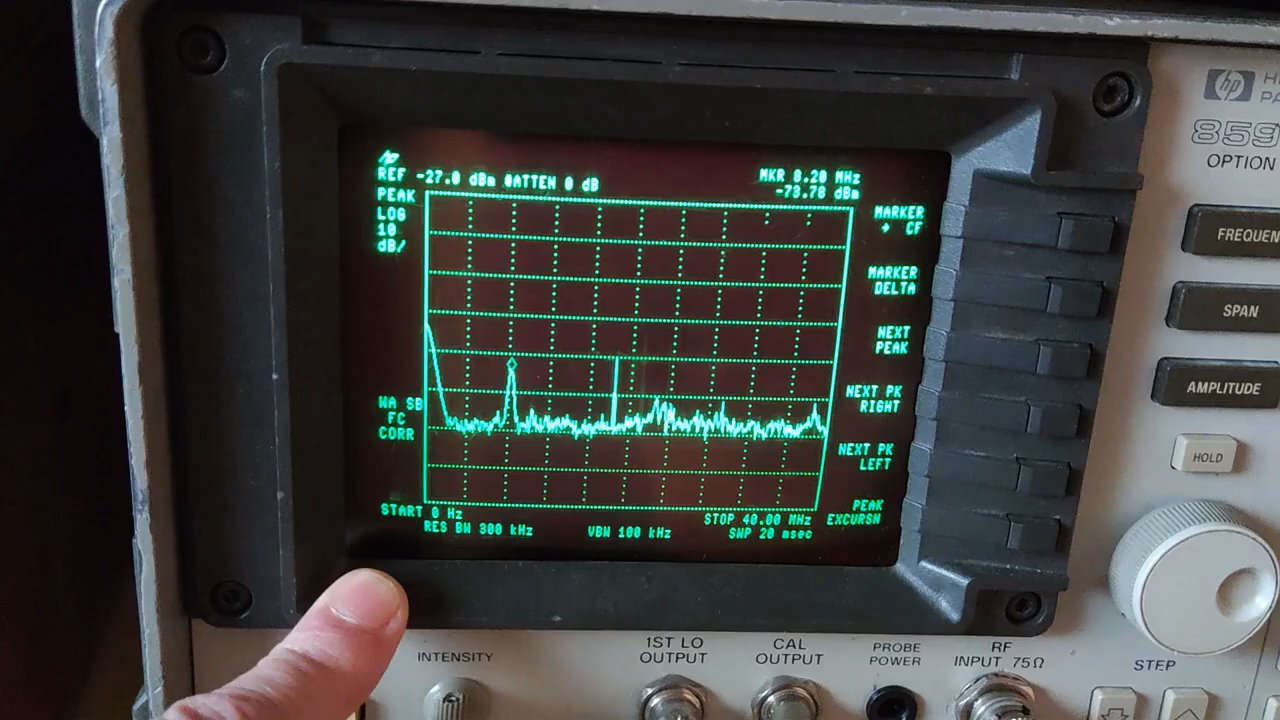 REF -27.0 dBm @ATTEN 0 dB
MKR 8.20 MHz
-73.78 dBm
PEAK
LOG
10
dB/
WA SB
FC
CORR
START 0 Hz
RES BW 300 kHz
VBW 100 kHz
STOP 40.00 MHz
SWP 20 msec
MARKER
→ CF
MARKER
DELTA
NEXT
PEAK
NEXT PK
RIGHT
NEXT PK
LEFT
PEAK
EXCURSN
hp
859
OPTION
FREQUEN
SPAN
AMPLITUDE
HOLD
STEP
INTENSITY
1ST LO
OUTPUT
CAL
OUTPUT
PROBE
POWER
RF
INPUT 75Ω